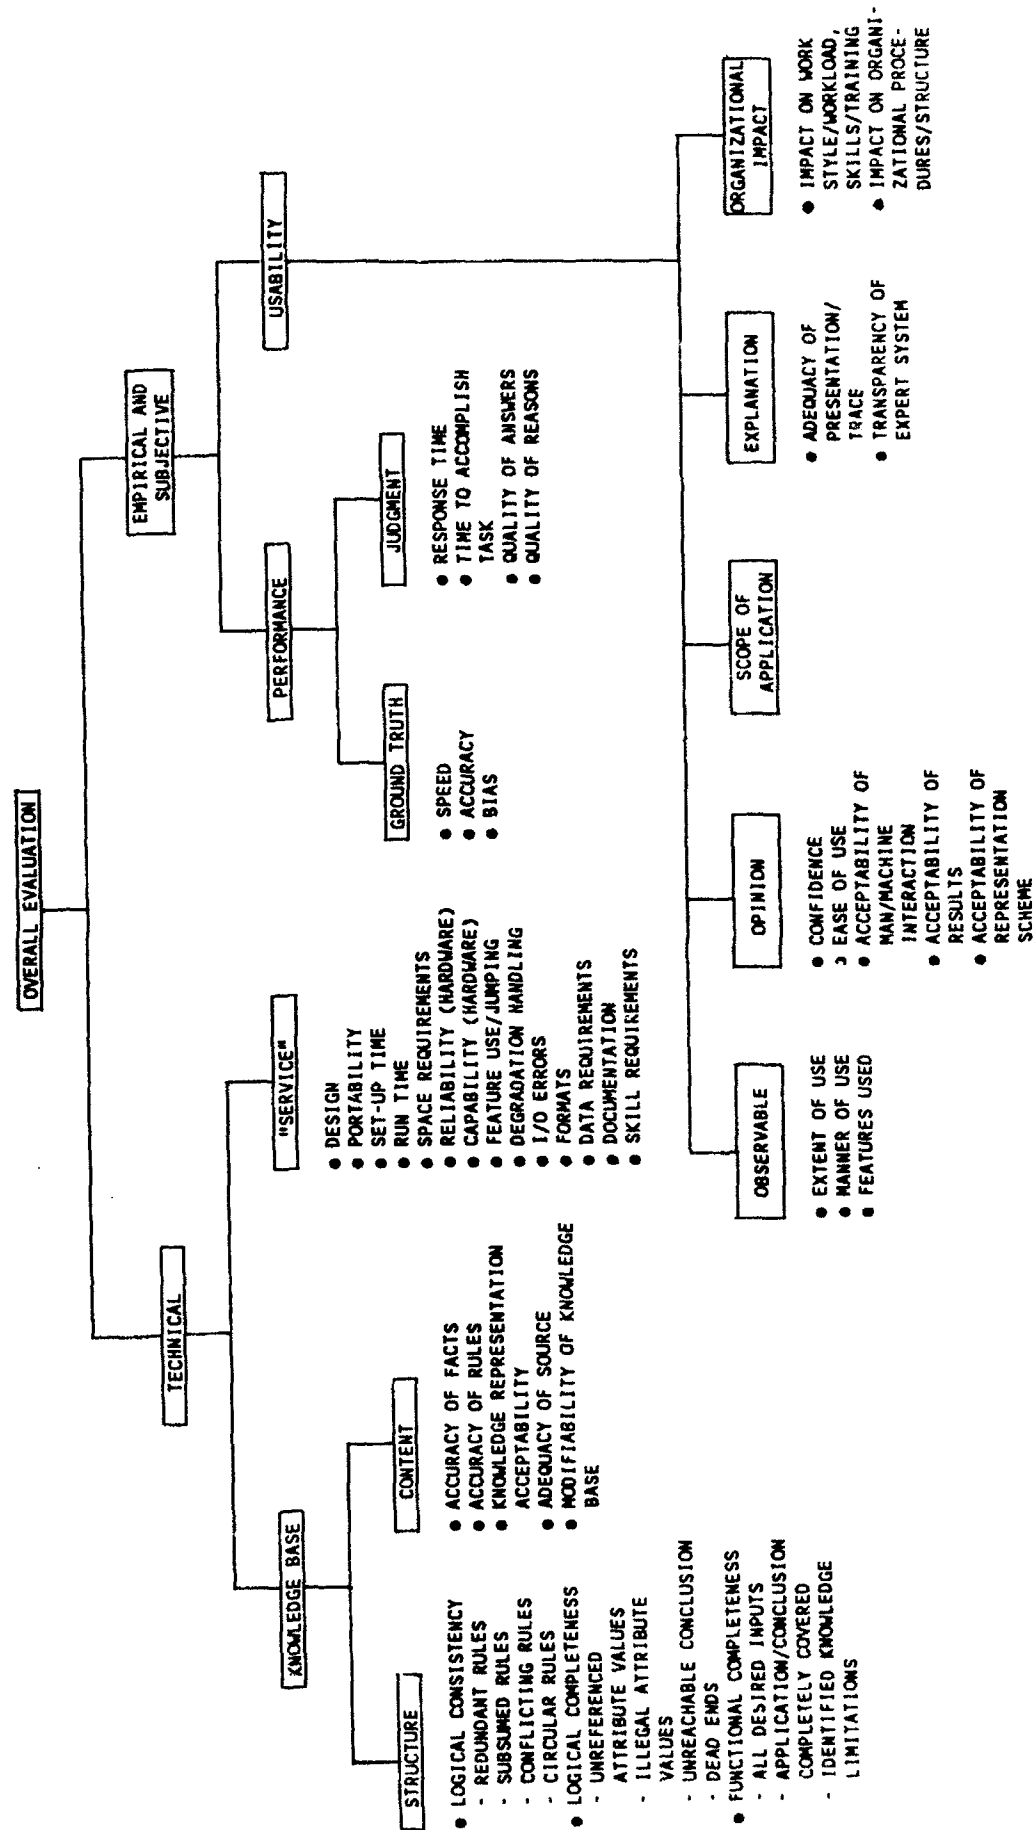 OVERALL EVALUATION
TECHNICAL
EMPIRICAL AND
SUBJECTIVE
KNOWLEDGE BASE
"SERVICE"
PERFORMANCE
USABILITY
STRUCTURE
● LOGICAL CONSISTENCY
- REDUNDANT RULES
- SUBSUMED RULES
- CONFLICTING RULES
- CIRCULAR RULES
● LOGICAL COMPLETENESS
- UNREFERENCED
ATTRIBUTE VALUES
- ILLEGAL ATTRIBUTE
VALUES
- UNREACHABLE CONCLUSION
- DEAD ENDS
● FUNCTIONAL COMPLETENESS
- ALL DESIRED INPUTS
- APPLICATION/CONCLUSION
COMPLETELY COVERED
- IDENTIFIED KNOWLEDGE
LIMITATIONS
CONTENT
● ACCURACY OF FACTS
● ACCURACY OF RULES
● KNOWLEDGE REPRESENTATION
ACCEPTABILITY
● ADEQUACY OF SOURCE
● MODIFIABILITY OF KNOWLEDGE
BASE
● DESIGN
● PORTABILITY
● SET-UP TIME
● RUN TIME
● SPACE REQUIREMENTS
● RELIABILITY (HARDWARE)
● CAPABILITY (HARDWARE)
● FEATURE USE/JUMPING
● DEGRADATION HANDLING
● I/O ERRORS
● FORMATS
● DATA REQUIREMENTS
● DOCUMENTATION
● SKILL REQUIREMENTS
GROUND TRUTH
● SPEED
● ACCURACY
● BIAS
JUDGMENT
● RESPONSE TIME
● TIME TO ACCOMPLISH
TASK
● QUALITY OF ANSWERS
● QUALITY OF REASONS
OBSERVABLE
● EXTENT OF USE
● MANNER OF USE
● FEATURES USED
OPINION
● CONFIDENCE
● EASE OF USE
● ACCEPTABILITY OF
MAN/MACHINE
INTERACTION
● ACCEPTABILITY OF
RESULTS
● ACCEPTABILITY OF
REPRESENTATION
SCHEME
SCOPE OF
APPLICATION
EXPLANATION
● ADEQUACY OF
PRESENTATION/
TRACE
● TRANSPARENCY OF
EXPERT SYSTEM
ORGANIZATIONAL
IMPACT
● IMPACT ON WORK
STYLE/WORKLOAD,
SKILLS/TRAINING
● IMPACT ON ORGANI-
ZATIONAL PROCE-
DURES/STRUCTURE